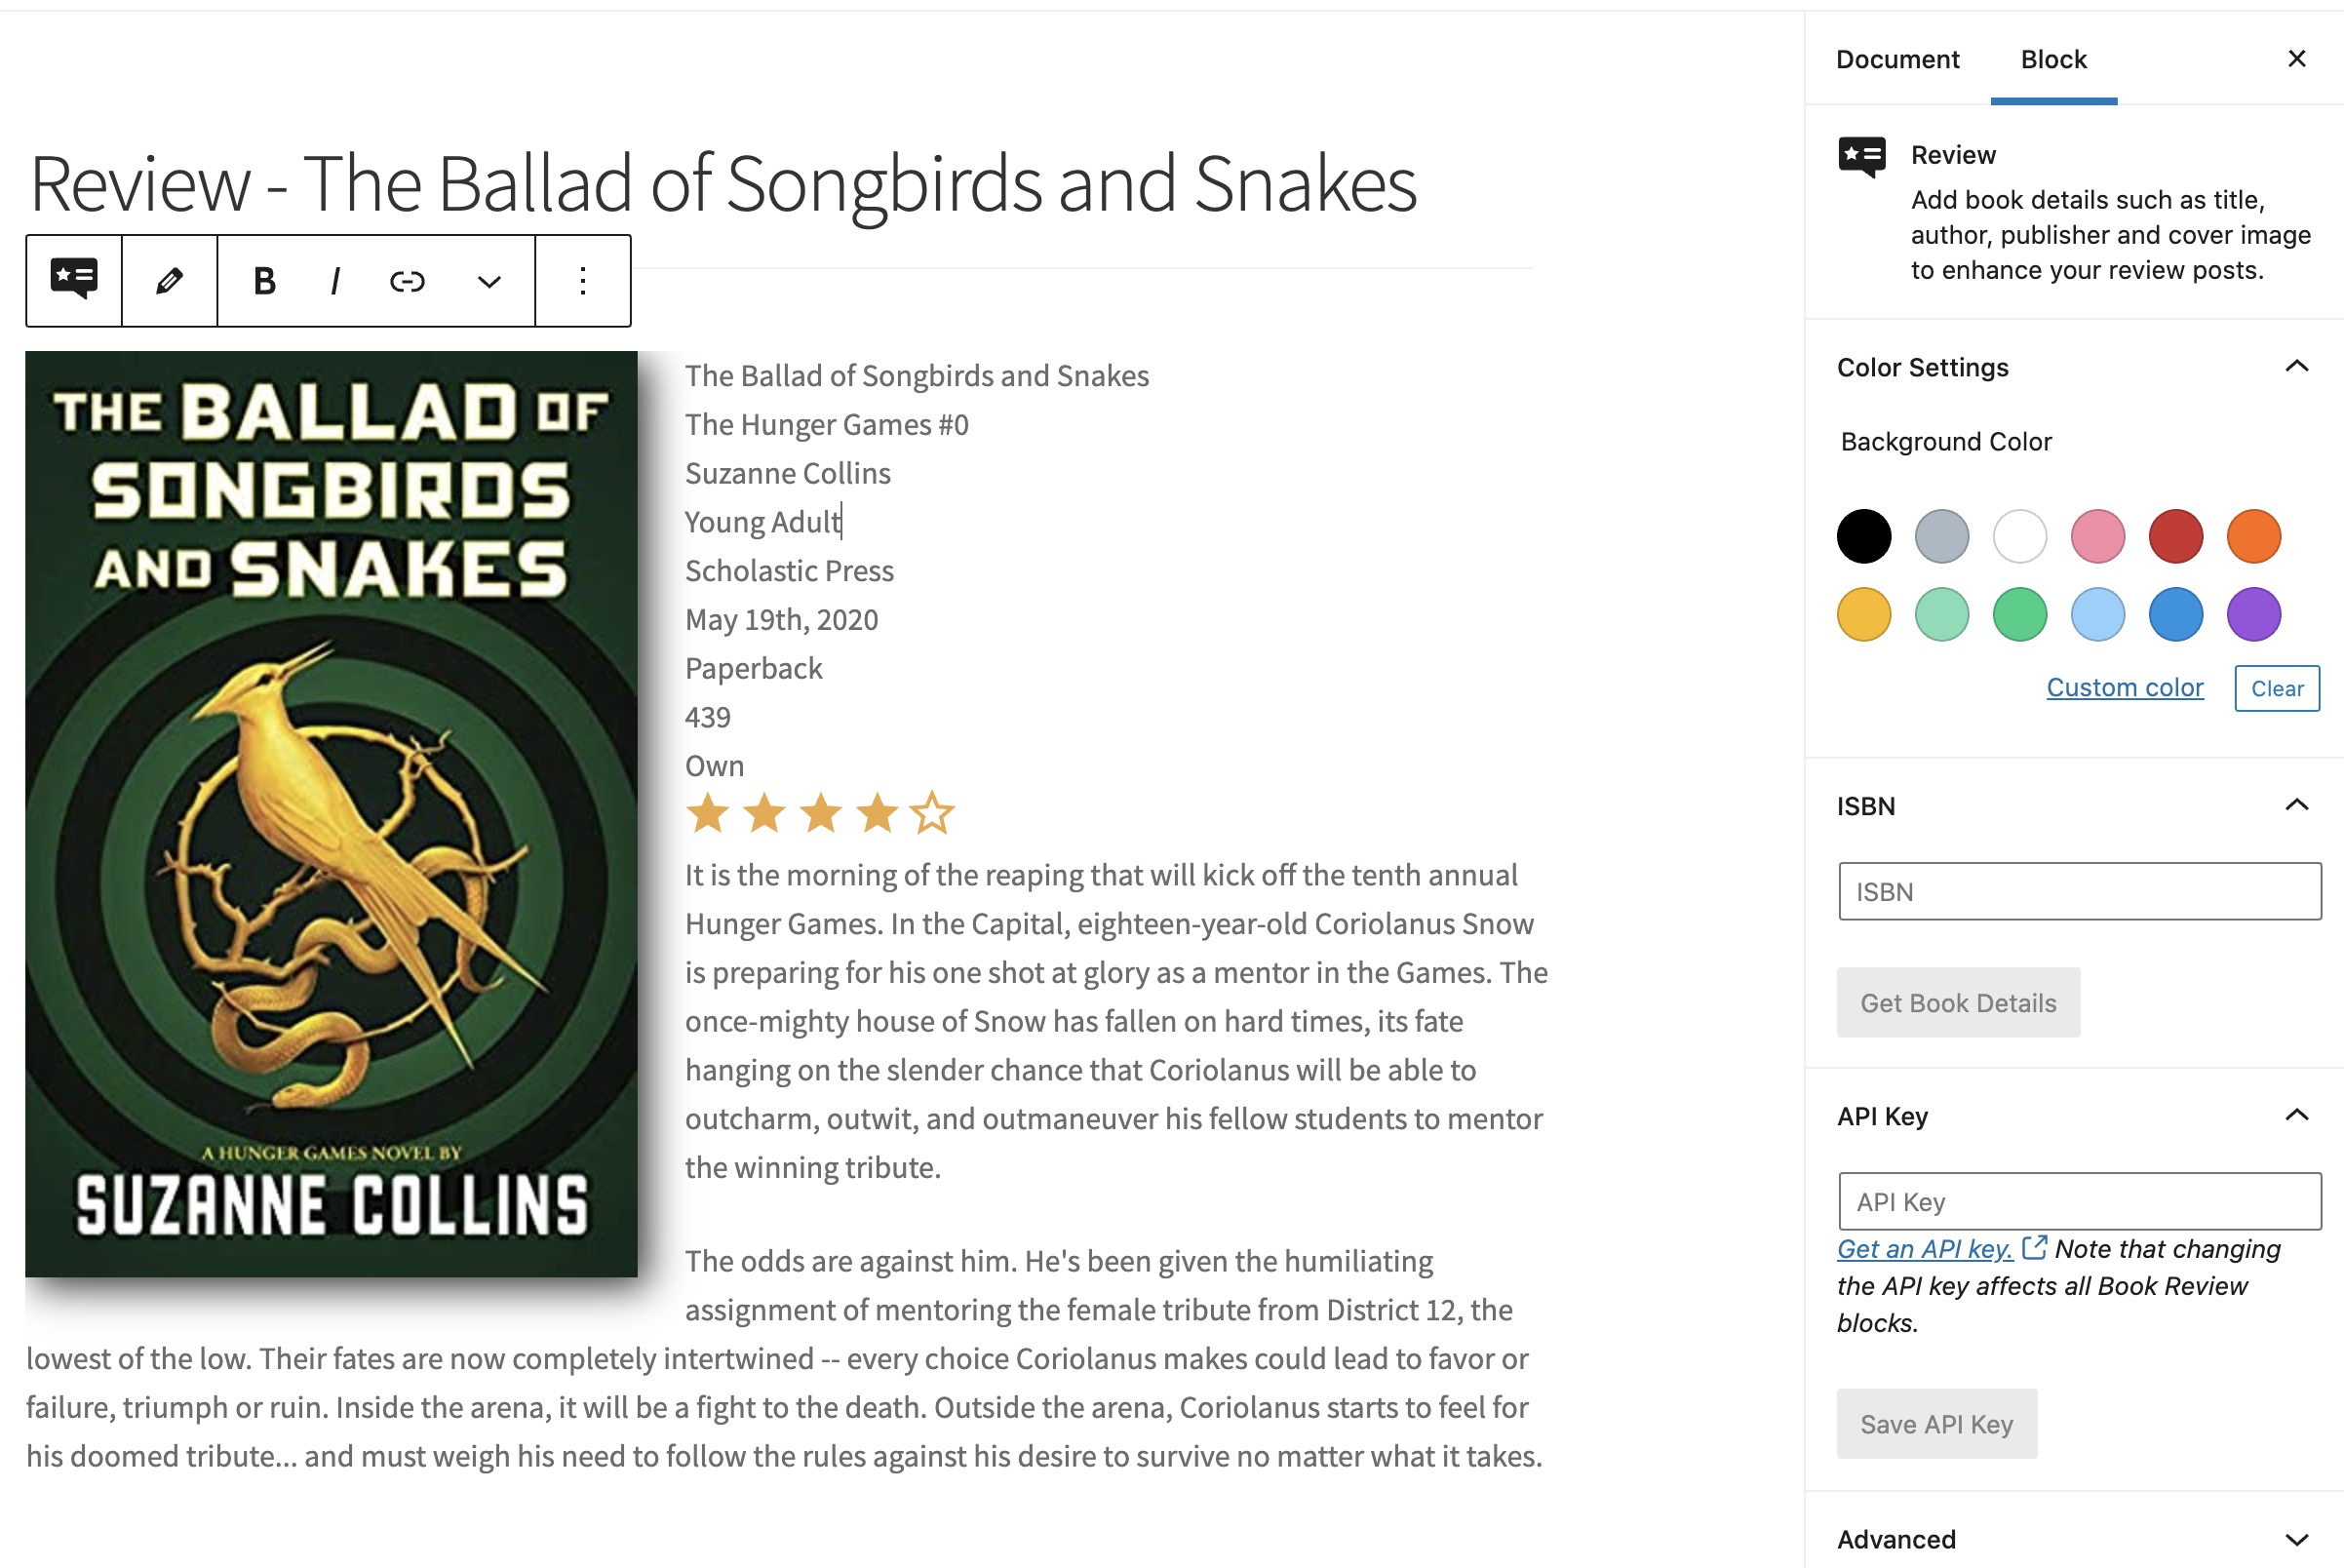 Document Block
Review
Add book details such as title,
author, publisher and cover image
to enhance your review posts.
Review - The Ballad of Songbirds and Snakes
B I
THE BALLAD OF
SONGBIRDS
AND SNAKES
A HUNGER GAMES NOVEL BY
SUZANNE COLLINS
The Ballad of Songbirds and Snakes
The Hunger Games #0
Suzanne Collins
Young Adult
Scholastic Press
May 19th, 2020
Paperback
439
Own
It is the morning of the reaping that will kick off the tenth annual
Hunger Games. In the Capital, eighteen-year-old Coriolanus Snow
is preparing for his one shot at glory as a mentor in the Games. The
once-mighty house of Snow has fallen on hard times, its fate
hanging on the slender chance that Coriolanus will be able to
outcharm, outwit, and outmaneuver his fellow students to mentor
the winning tribute.
The odds are against him. He's been given the humiliating
assignment of mentoring the female tribute from District 12, the
lowest of the low. Their fates are now completely intertwined -- every choice Coriolanus makes could lead to favor or
failure, triumph or ruin. Inside the arena, it will be a fight to the death. Outside the arena, Coriolanus starts to feel for
his doomed tribute... and must weigh his need to follow the rules against his desire to survive no matter what it takes.
Color Settings
Background Color
Custom color Clear
ISBN
ISBN
Get Book Details
API Key
API Key
Get an API key. Note that changing
the API key affects all Book Review
blocks.
Save API Key
Advanced